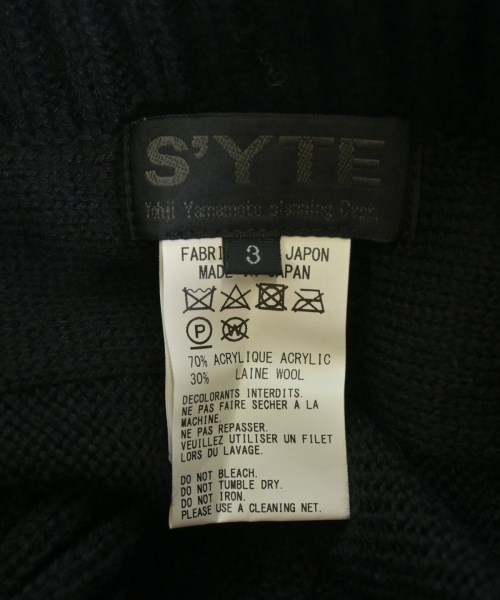 S'YTE
Yohji Yamamoto planning Dept.
3
FABRI JAPON
MADE IN JAPAN
P W
70% ACRYLIQUE ACRYLIC
30% LAINE WOOL
DECOLORANTS INTERDITS.
NE PAS FAIRE SECHER A LA
MACHINE.
NE PAS REPASSER.
VEUILLEZ UTILISER UN FILET
LORS DU LAVAGE.
DO NOT BLEACH.
DO NOT TUMBLE DRY.
DO NOT IRON.
PLEASE USE A CLEANING NET.